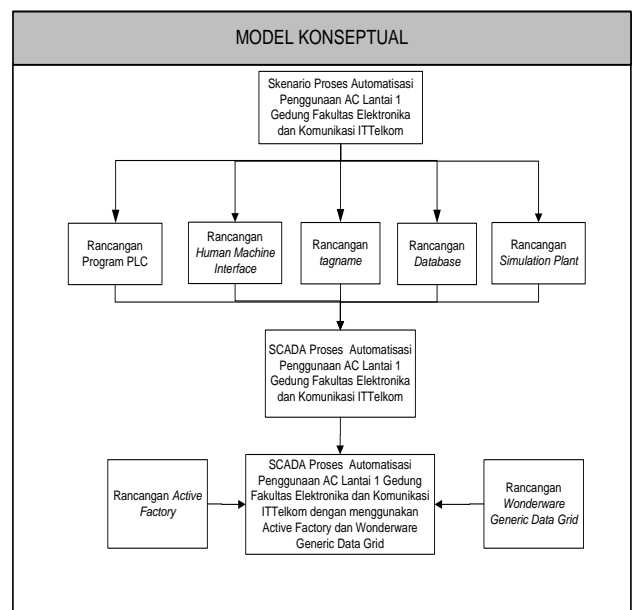 MODEL KONSEPTUAL
Skenario Proses Automatisasi
Penggunaan AC Lantai 1
Gedung Fakultas Elektronika
dan Komunikasi ITTelkom
Rancangan
Program PLC
Rancangan
Human Machine
Interface
Rancangan
tagname
Rancangan
Database
Rancangan
Simulation Plant
SCADA Proses Automatisasi
Penggunaan AC Lantai 1
Gedung Fakultas Elektronika
dan Komunikasi ITTelkom
Rancangan Active
Factory
SCADA Proses Automatisasi
Penggunaan AC Lantai 1 Gedung
Fakultas Elektronika dan Komunikasi
ITTelkom dengan menggunakan
Active Factory dan Wonderware
Generic Data Grid
Rancangan
Wonderware
Generic Data Grid